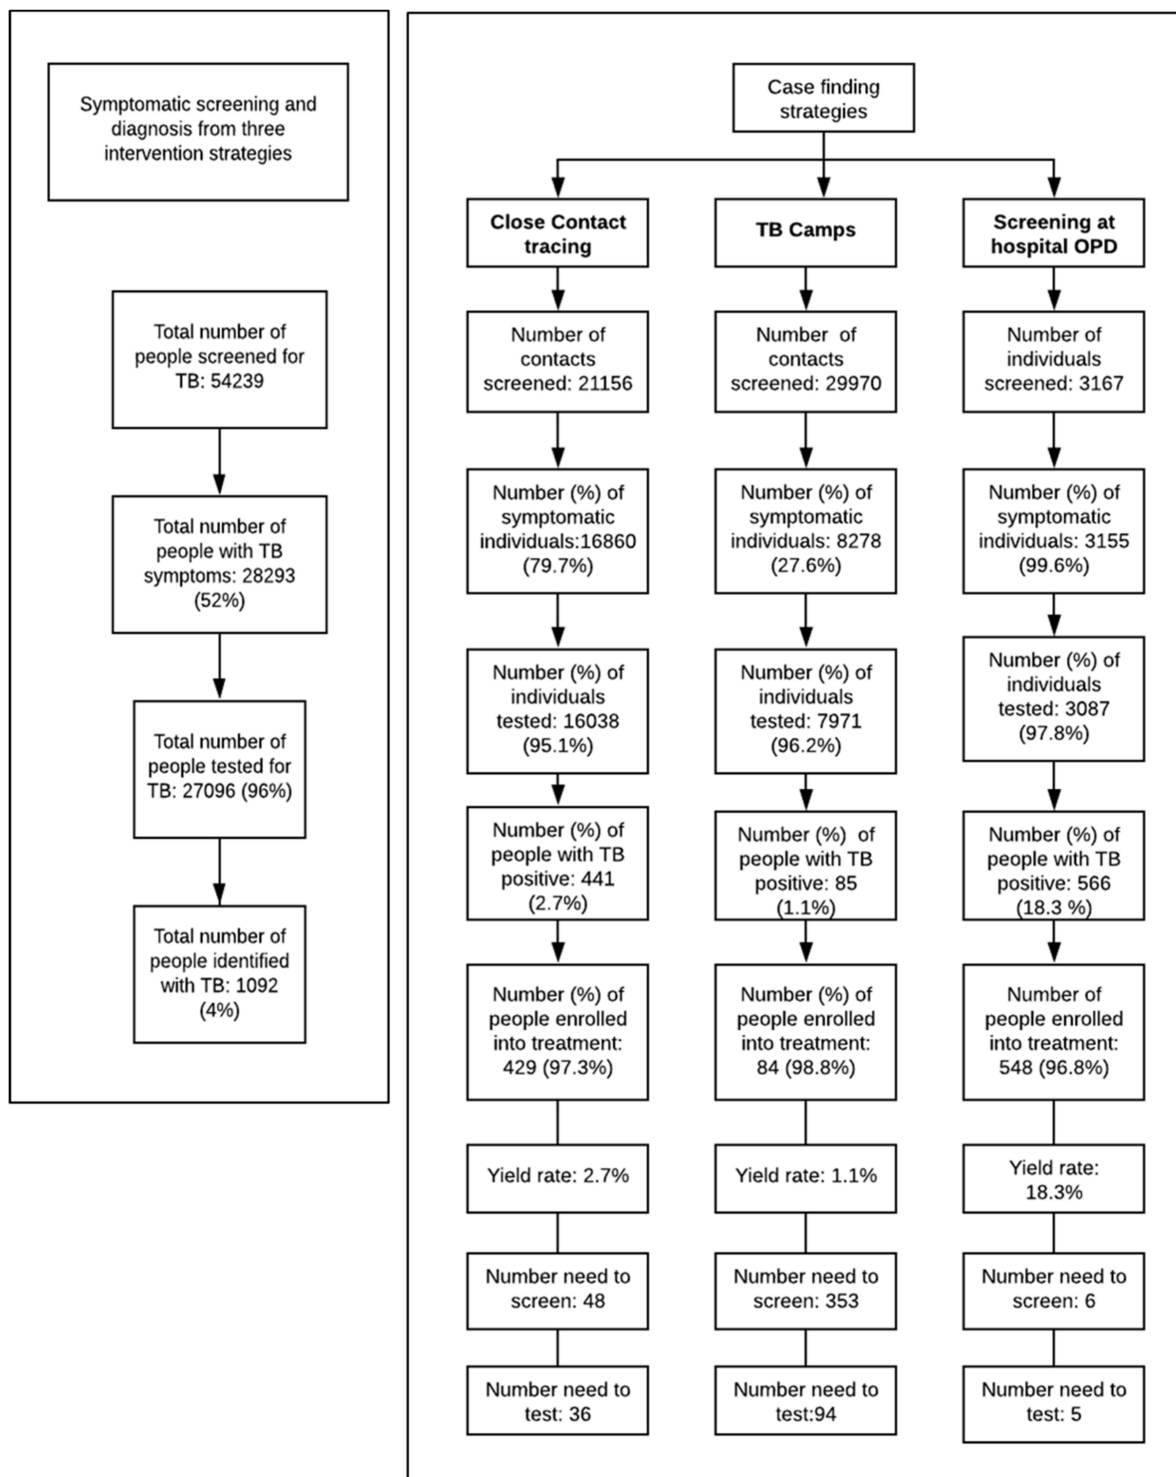 Symptomatic screening and
diagnosis from three
intervention strategies
Total number of
people screened for
TB: 54239
Total number of
people with TB
symptoms: 28293
(52%)
Total number of
people tested for
TB: 27096 (96%)
Total number of
people identified
with TB: 1092
(4%)
Case finding
strategies
Close Contact
tracing
Number of
contacts
screened: 21156
Number (%) of
symptomatic
individuals:16860
(79.7%)
Number (%) of
individuals
tested: 16038
(95.1%)
Number (%) of
people with TB
positive: 441
(2.7%)
Number (%) of
people enrolled
into treatment:
429 (97.3%)
Yield rate: 2.7%
Number need to
screen: 48
Number need to
test: 36
TB Camps
Number of
contacts
screened: 29970
Number (%) of
symptomatic
individuals: 8278
(27.6%)
Number (%) of
individuals
tested: 7971
(96.2%)
Number (%) of
people with TB
positive: 85
(1.1%)
Number (%) of
people enrolled
into treatment:
84 (98.8%)
Yield rate: 1.1%
Number need to
screen: 353
Number need to
test:94
Screening at
hospital OPD
Number of
individuals
screened: 3167
Number (%) of
symptomatic
individuals: 3155
(99.6%)
Number (%) of
individuals
tested: 3087
(97.8%)
Number (%) of
people with TB
positive: 566
(18.3 %)
Number of
people enrolled
into treatment:
548 (96.8%)
Yield rate:
18.3%
Number need to
screen: 6
Number need to
test: 5